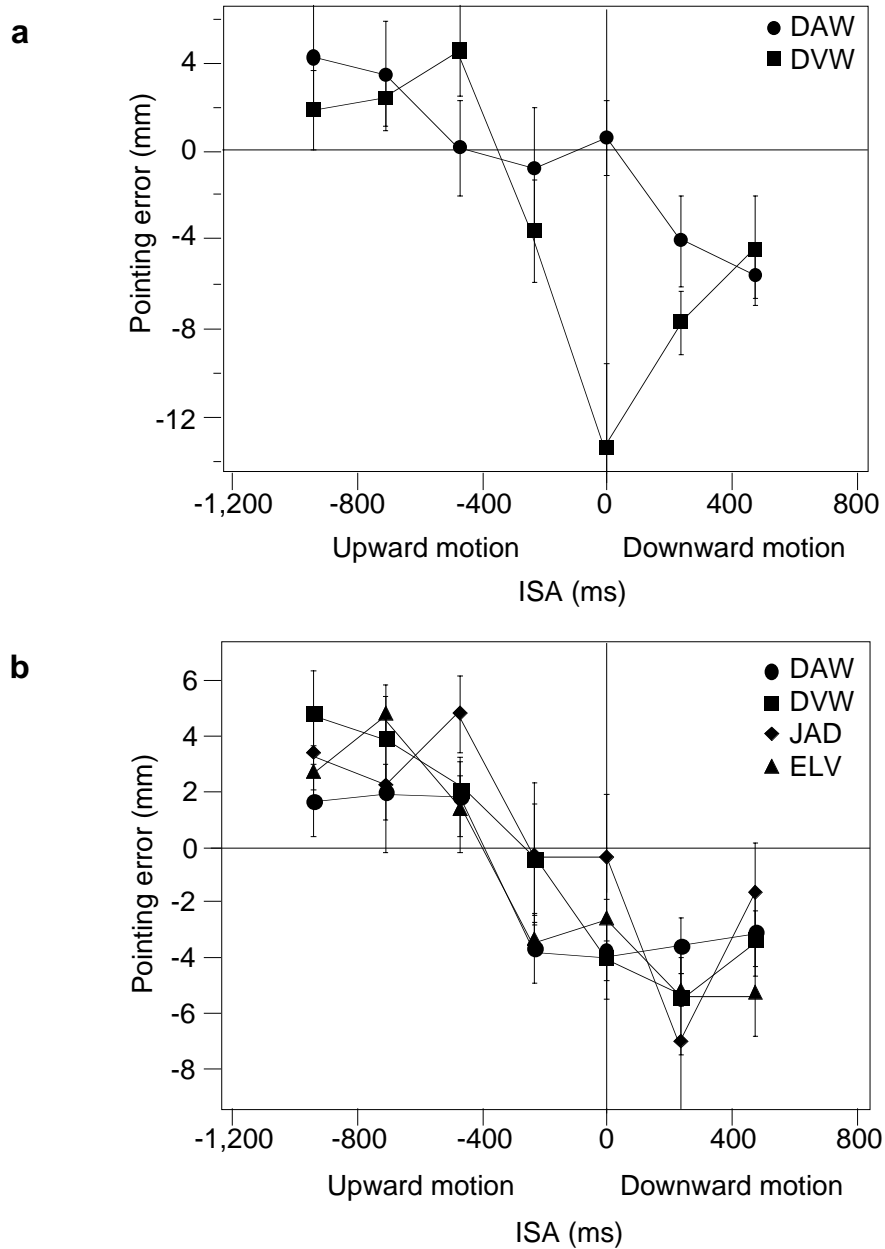 a
DAW
DVW
4
0
-4
-8
-12
Pointing error (mm)
-1,200 -800 -400 0 400 800
Upward motion Downward motion
ISA (ms)
b
DAW
DVW
JAD
ELV
6
4
2
0
-2
-4
-6
-8
Pointing error (mm)
-1,200 -800 -400 0 400 800
Upward motion Downward motion
ISA (ms)